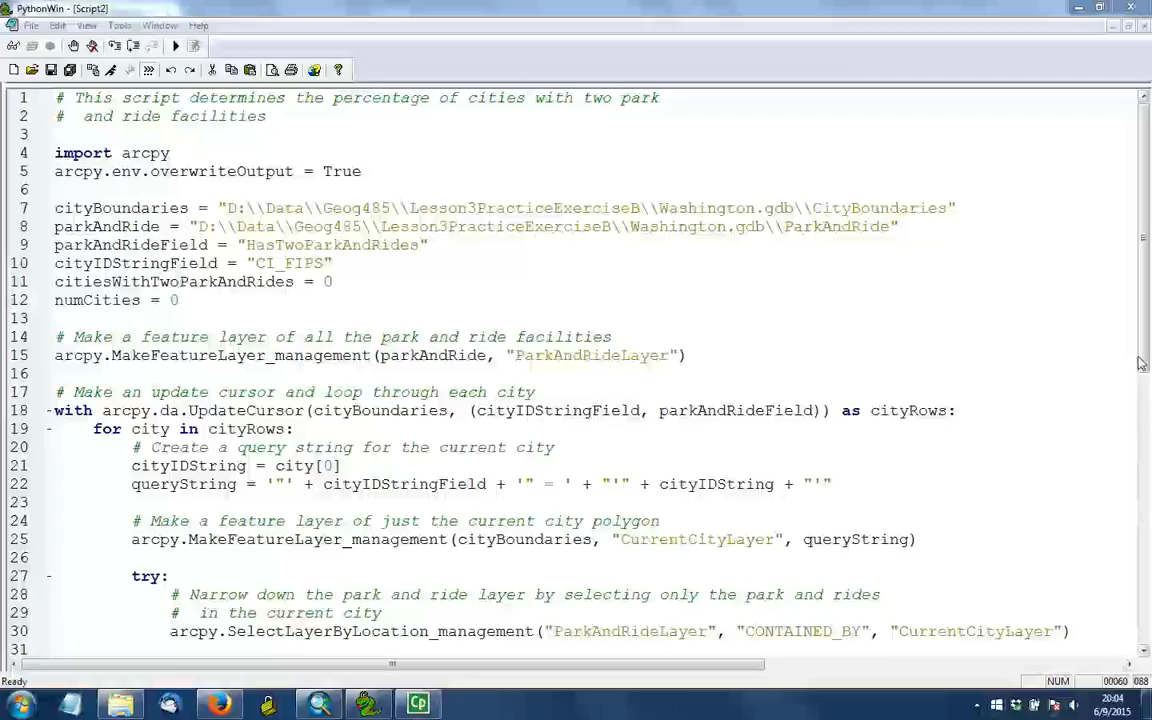 PythonWin - [Script2]
File Edit View Tools Window Help
1 # This script determines the percentage of cities with two park
2 #  and ride facilities
3
4 import arcpy
5 arcpy.env.overwriteOutput = True
6
7 cityBoundaries = "D:\\Data\\Geog485\\Lesson3PracticeExerciseB\\Washington.gdb\\CityBoundaries"
8 parkAndRide = "D:\\Data\\Geog485\\Lesson3PracticeExerciseB\\Washington.gdb\\ParkAndRide"
9 parkAndRideField = "HasTwoParkAndRides"
10 cityIDStringField = "CI_FIPS"
11 citiesWithTwoParkAndRides = 0
12 numCities = 0
13
14 # Make a feature layer of all the park and ride facilities
15 arcpy.MakeFeatureLayer_management(parkAndRide, "ParkAndRideLayer")
16
17 # Make an update cursor and loop through each city
18 -with arcpy.da.UpdateCursor(cityBoundaries, (cityIDStringField, parkAndRideField)) as cityRows:
19 -    for city in cityRows:
20         # Create a query string for the current city
21         cityIDString = city[0]
22         queryString = '"' + cityIDStringField + '" = ' + "'" + cityIDString + "'"
23
24         # Make a feature layer of just the current city polygon
25         arcpy.MakeFeatureLayer_management(cityBoundaries, "CurrentCityLayer", queryString)
26
27 -        try:
28             # Narrow down the park and ride layer by selecting only the park and rides
29             #  in the current city
30             arcpy.SelectLayerByLocation_management("ParkAndRideLayer", "CONTAINED_BY", "CurrentCityLayer")
31
Ready
NUM 00060 088
Cp
20:04
6/9/2015